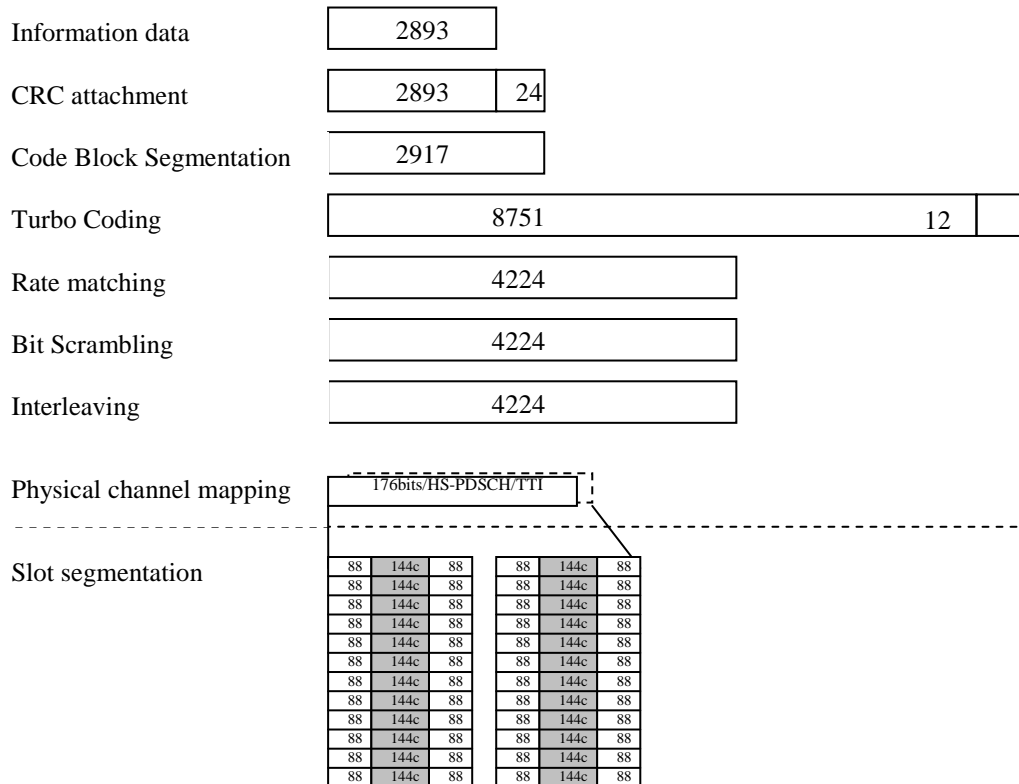 Information data 2893
CRC attachment 2893 24
Code Block Segmentation 2917
Turbo Coding 8751 12
Rate matching 4224
Bit Scrambling 4224
Interleaving 4224
Physical channel mapping 176bits/HS-PDSCH/TTI
Slot segmentation
88 144c 88 88 144c 88
88 144c 88 88 144c 88
88 144c 88 88 144c 88
88 144c 88 88 144c 88
88 144c 88 88 144c 88
88 144c 88 88 144c 88
88 144c 88 88 144c 88
88 144c 88 88 144c 88
88 144c 88 88 144c 88
88 144c 88 88 144c 88
88 144c 88 88 144c 88
88 144c 88 88 144c 88